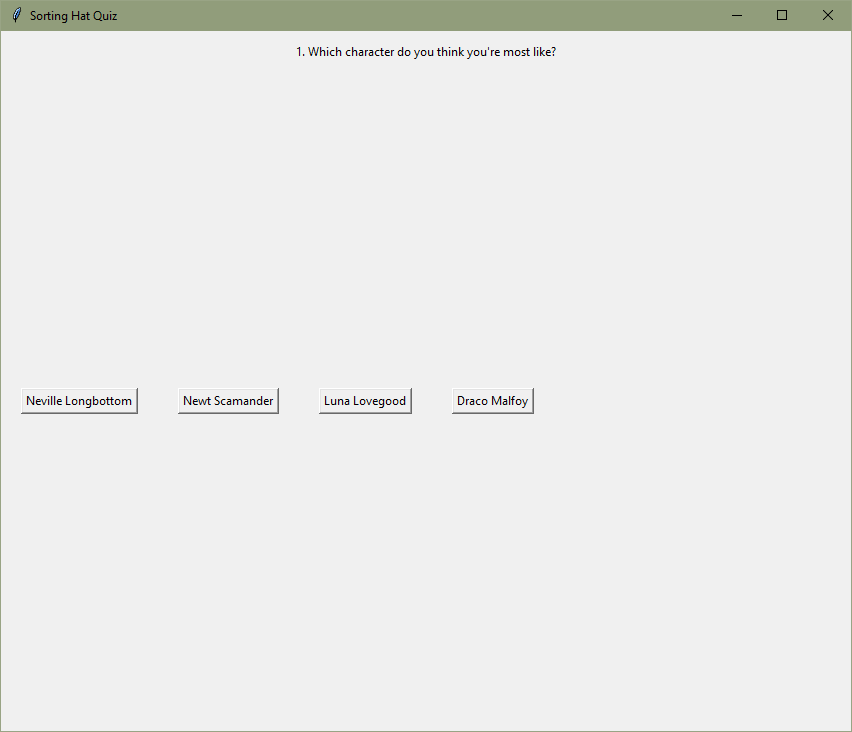 Sorting Hat Quiz
1. Which character do you think you're most like?
Neville Longbottom
Newt Scamander
Luna Lovegood
Draco Malfoy